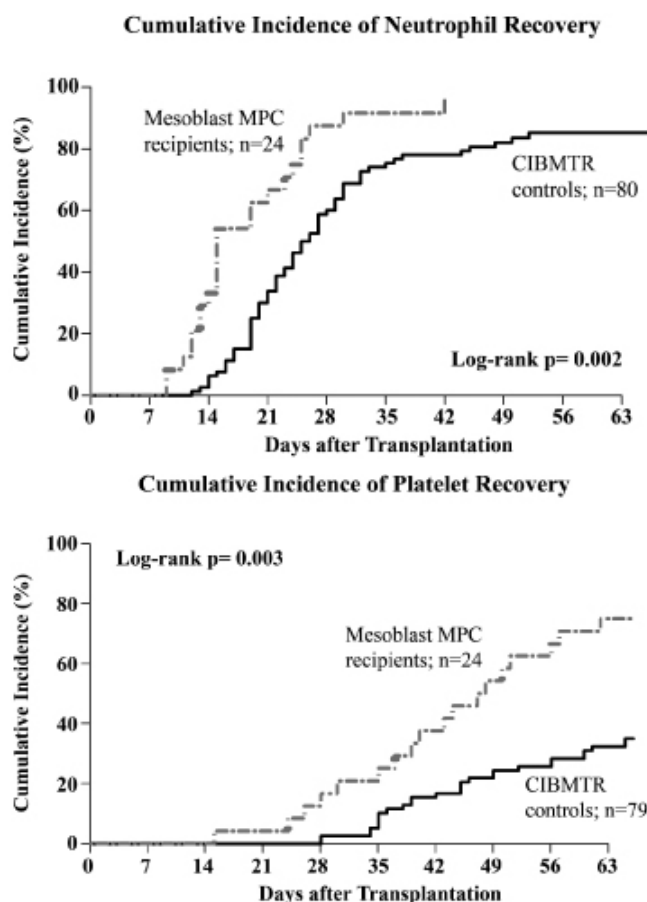 Cumulative Incidence of Neutrophil Recovery
Cumulative Incidence (%)
100
80
60
40
20
0
Mesoblast MPC
recipients; n=24
CIBMTR
controls; n=80
Log-rank p= 0.002
0 7 14 21 28 35 42 49 56 63
Days after Transplantation
Cumulative Incidence of Platelet Recovery
Cumulative Incidence (%)
100
80
60
40
20
0
Log-rank p= 0.003
Mesoblast MPC
recipients; n=24
CIBMTR
controls; n=79
0 7 14 21 28 35 42 49 56 63
Days after Transplantation